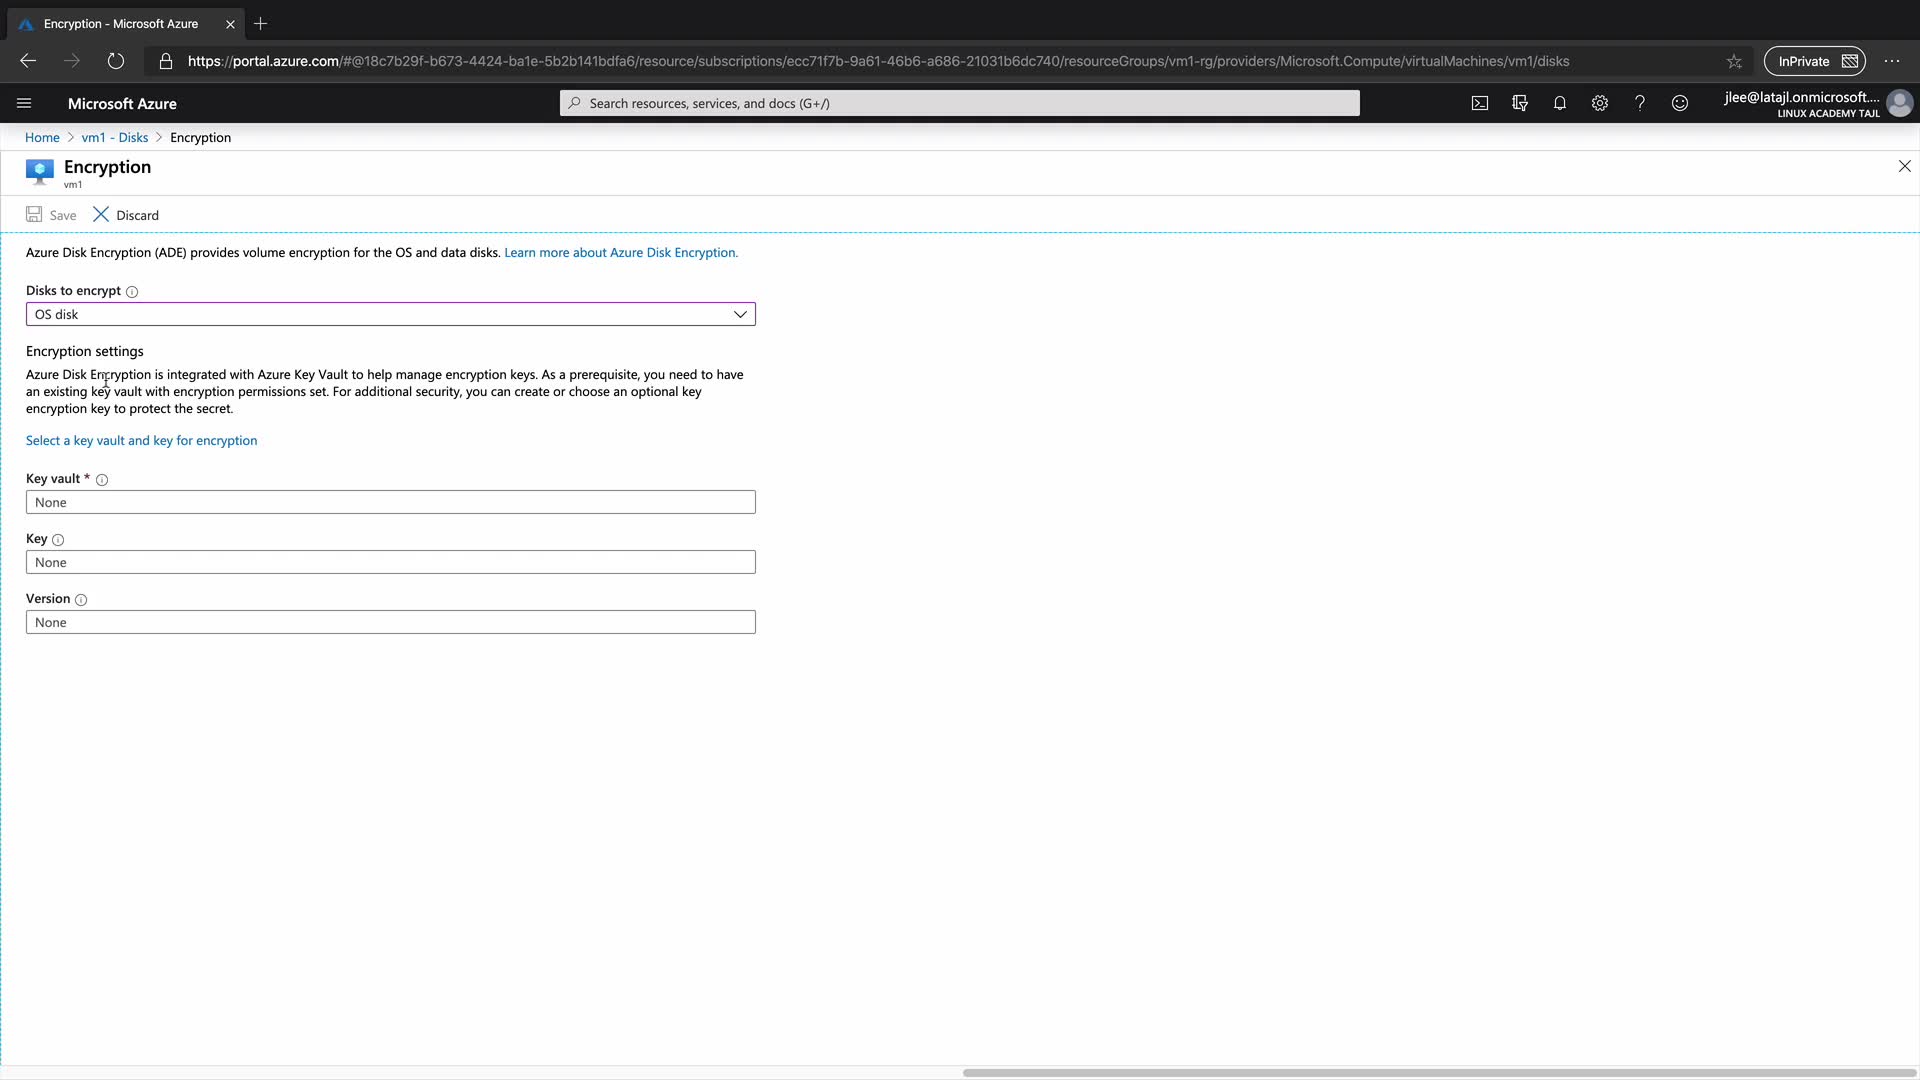 Encryption - Microsoft Azure
https://portal.azure.com/#@18c7b29f-b673-4424-ba1e-5b2b141bdfa6/resource/subscriptions/ecc71f7b-9a61-46b6-a686-21031b6dc740/resourceGroups/vm1-rg/providers/Microsoft.Compute/virtualMachines/vm1/disks
InPrivate
Microsoft Azure
Search resources, services, and docs (G+/)
jlee@latajl.onmicrosoft....
LINUX ACADEMY TAJL
Home > vm1 - Disks > Encryption
Encryption
vm1
Save
Discard
Azure Disk Encryption (ADE) provides volume encryption for the OS and data disks. Learn more about Azure Disk Encryption.
Disks to encrypt
OS disk
Encryption settings
Azure Disk Encryption is integrated with Azure Key Vault to help manage encryption keys. As a prerequisite, you need to have
an existing key vault with encryption permissions set. For additional security, you can create or choose an optional key
encryption key to protect the secret.
Select a key vault and key for encryption
Key vault *
None
Key
None
Version
None